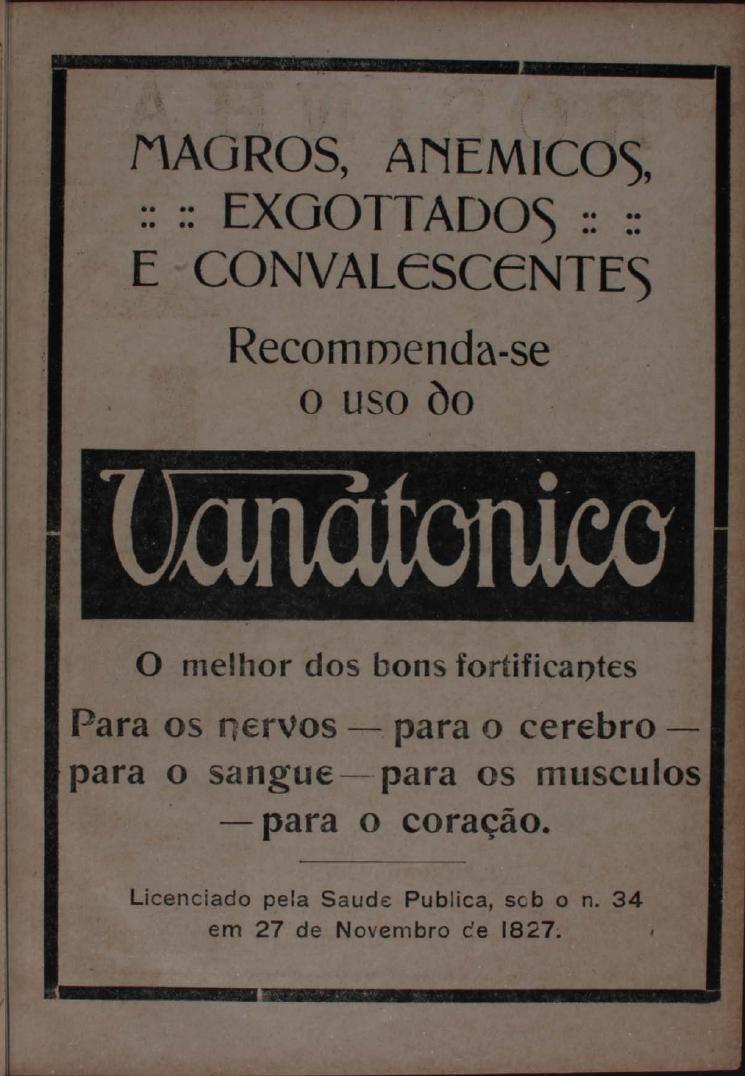 MAGROS, ANEMICOS,
:: :: EXGOTTADOS :: ::
E CONVALESCENTES
Recommenda-se
o uso do
Vanátonico
O melhor dos bons fortificantes
Para os nervos — para o cerebro —
para o sangue — para os musculos
— para o coração.
Licenciado pela Saude Publica, sob o n. 34
em 27 de Novembro de 1827.